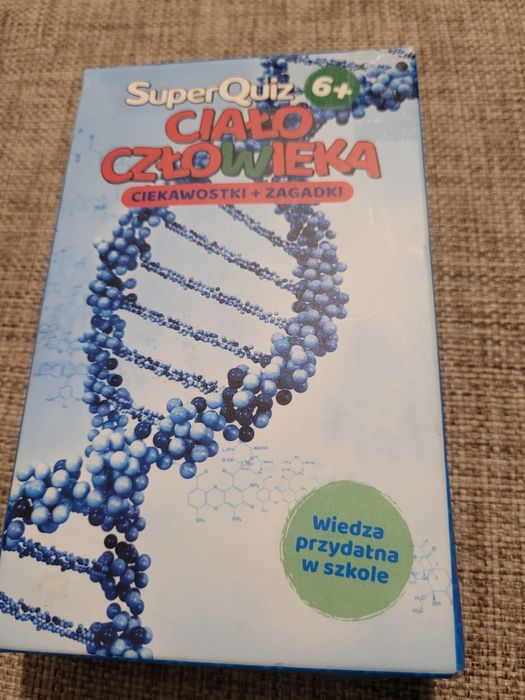 SuperQuiz 6+
CIAŁO
CZŁOWIEKA
CIEKAWOSTKI + ZAGADKI
Wiedza
przydatna
w szkole